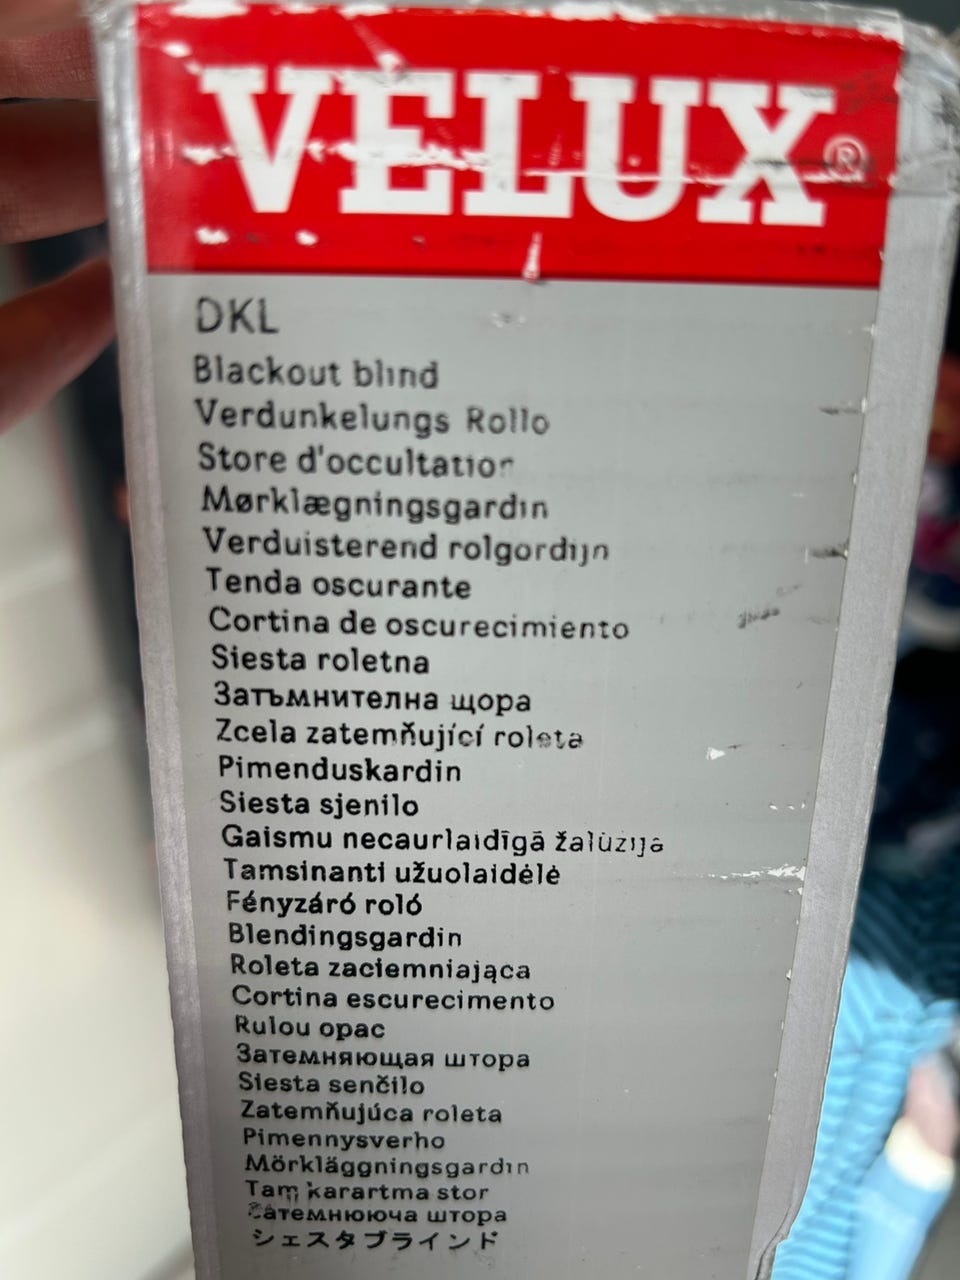 VELUX®
DKL
Blackout blind
Verdunkelungs Rollo
Store d'occultation
Mørklægningsgardin
Verduisterend rolgordijn
Tenda oscurante
Cortina de oscurecimiento
Siesta roletna
Затъмнителна щора
Zcela zatemňující roleta
Pimenduskardin
Siesta sjenilo
Gaismu necaurlaidīgā žalūzija
Tamsinanti užuolaidėlė
Fényzáró roló
Blendingsgardin
Roleta zaciemniająca
Cortina escurecimento
Rulou opac
Затемняющая штора
Siesta senčilo
Zatemňujúca roleta
Pimennysverho
Mörkläggningsgardin
Tam karartma stor
Затемнююча штора
シエスタブラインド